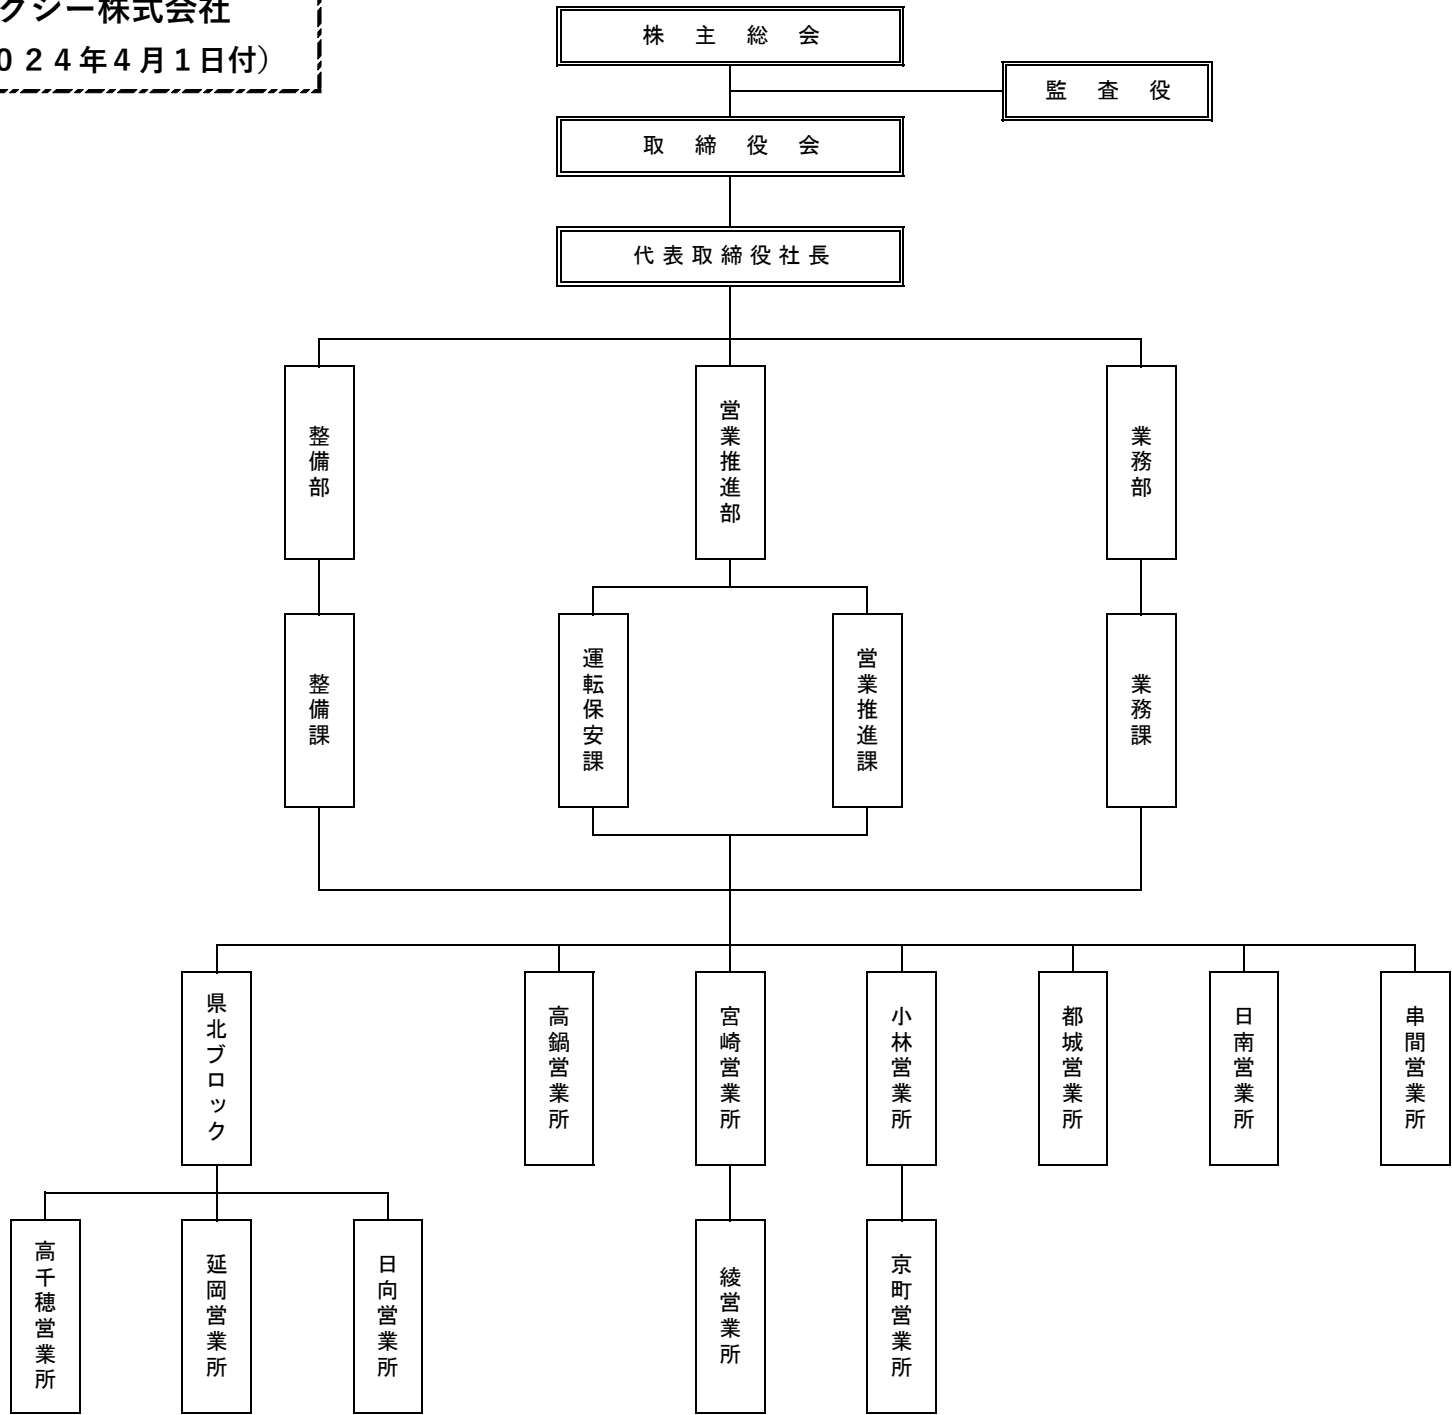 クシー株式会社
０２４年４月１日付）
株主総会
監査役
取締役会
代表取締役社長
整備部
営業推進部
業務部
整備課
運転保安課
営業推進課
業務課
県北ブロック
高鍋営業所
宮崎営業所
小林営業所
都城営業所
日南営業所
串間営業所
高千穂営業所
延岡営業所
日向営業所
綾営業所
京町営業所